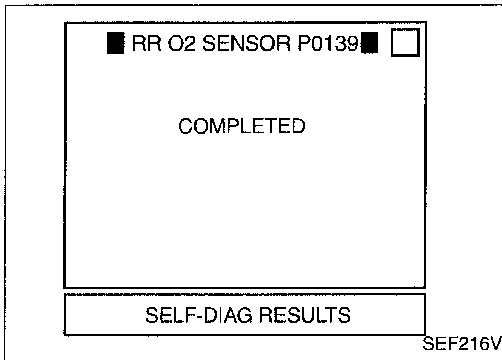 RR O2 SENSOR P0139
COMPLETED
SELF-DIAG RESULTS
SEF216V